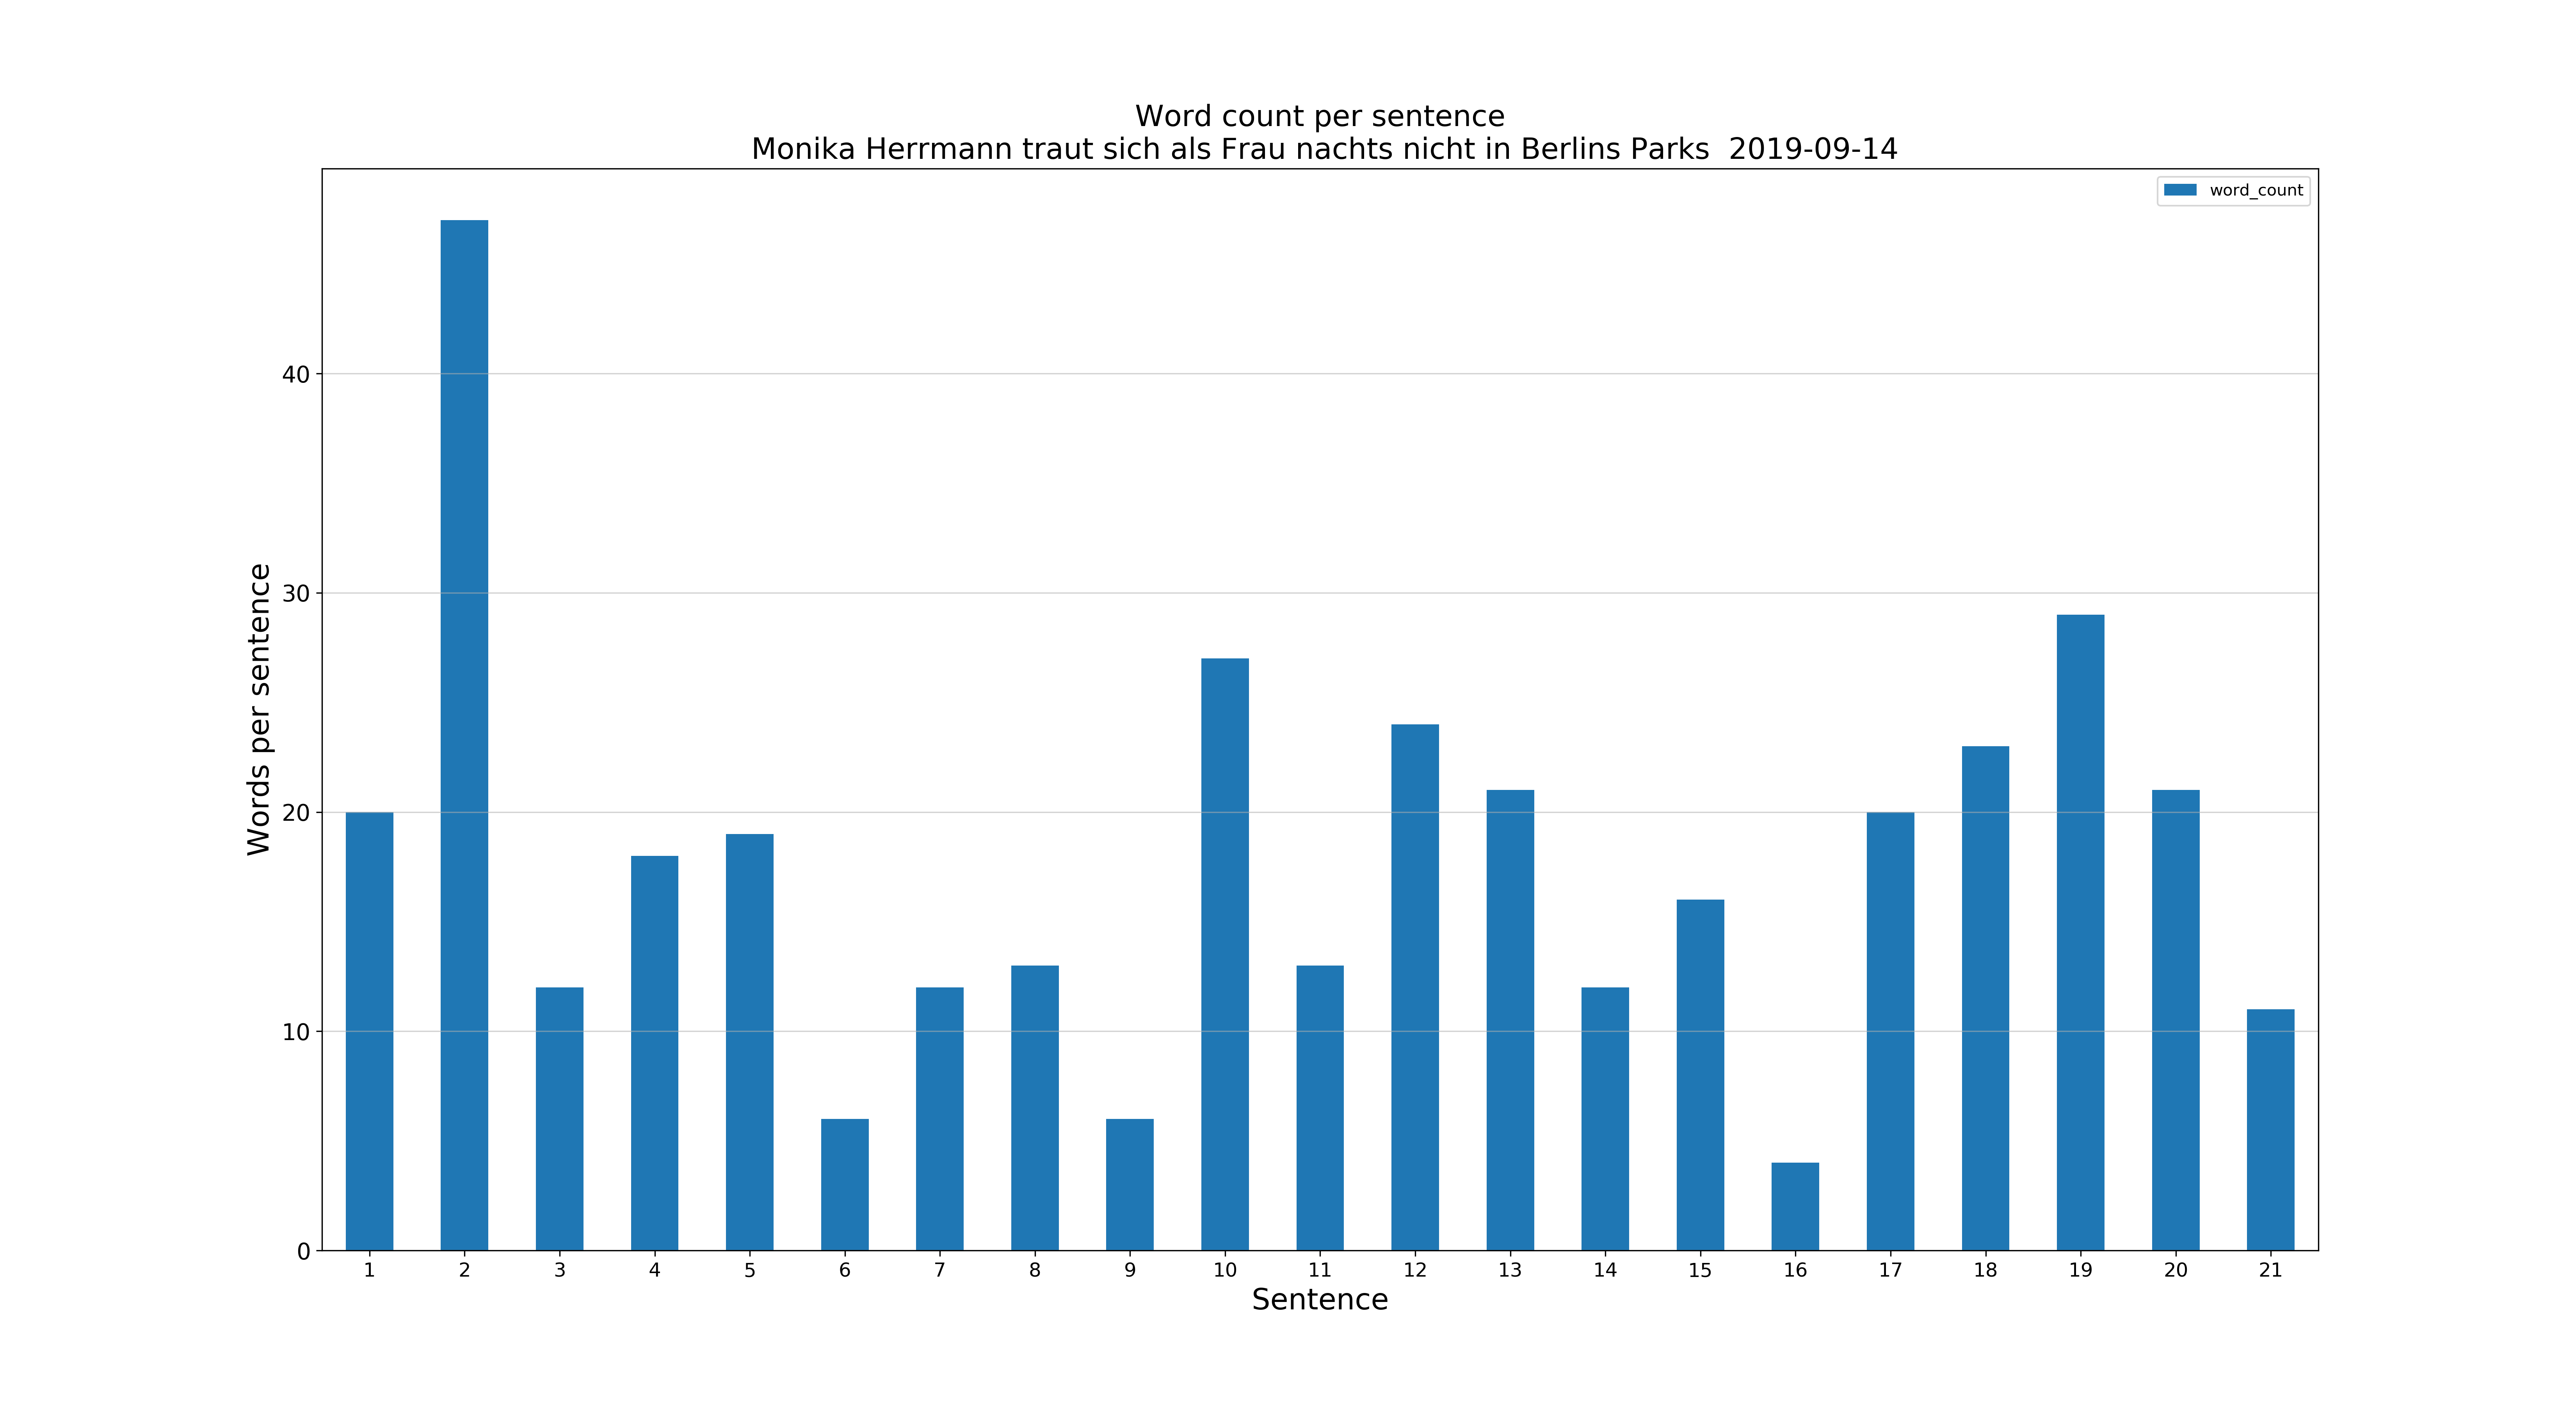 Word count per sentence
Monika Herrmann traut sich als Frau nachts nicht in Berlins Parks  2019-09-14
word_count
Words per sentence
40
30
20
10
0
1 2 3 4 5 6 7 8 9 10 11 12 13 14 15 16 17 18 19 20 21
Sentence